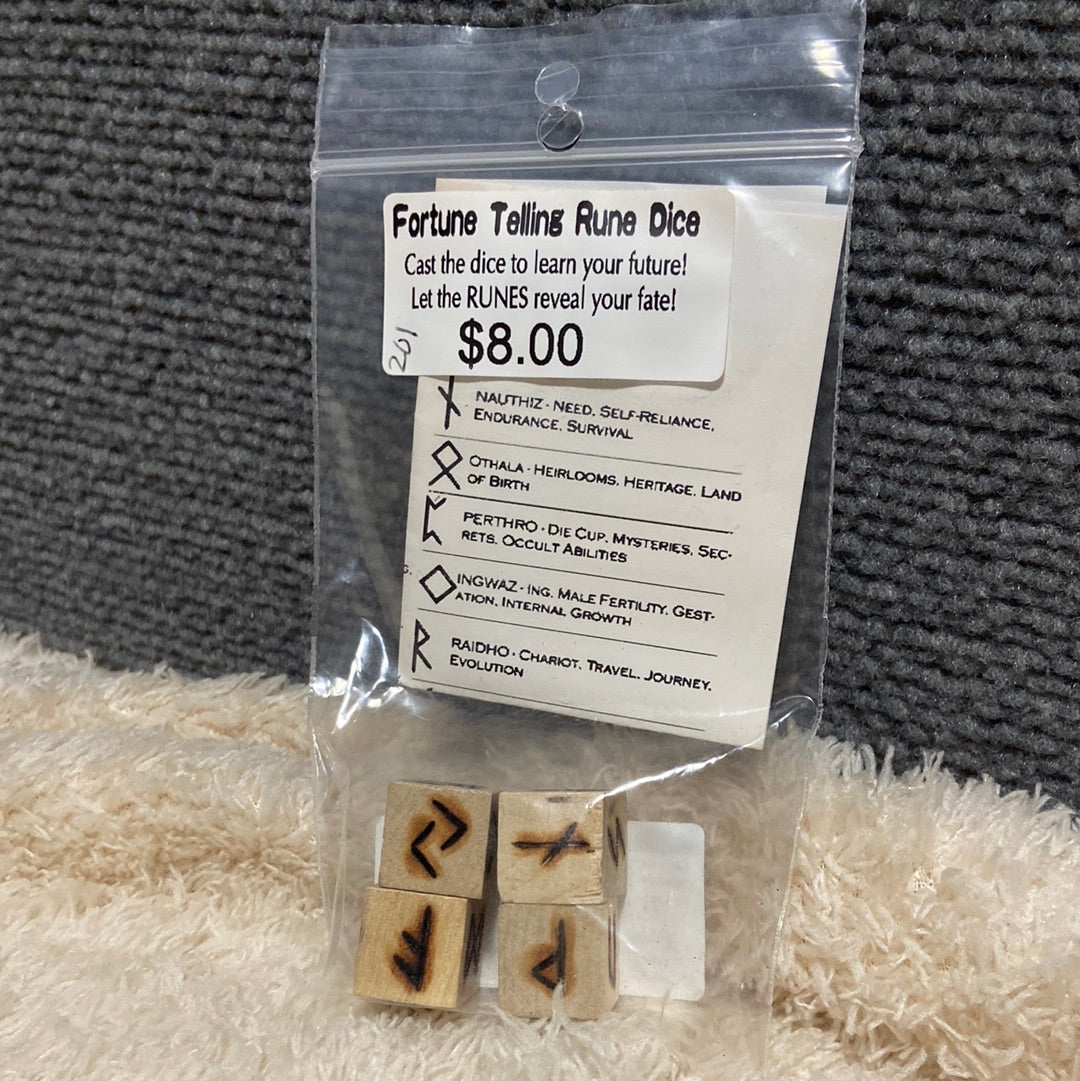 Fortune Telling Rune Dice
Cast the dice to learn your future!
Let the RUNES reveal your fate!
201
$8.00
ᚾ NAUTHIZ - NEED, SELF-RELIANCE,
ENDURANCE, SURVIVAL
ᛟ OTHALA - HEIRLOOMS, HERITAGE, LAND
OF BIRTH
ᛈ PERTHRO - DIE CUP, MYSTERIES, SEC-
RETS, OCCULT ABILITIES
ᛜ INGWAZ - ING, MALE FERTILITY, GEST-
ATION, INTERNAL GROWTH
ᚱ RAIDHO - CHARIOT, TRAVEL, JOURNEY,
EVOLUTION
ᛃ ᚾ
ᚨ ᚹ